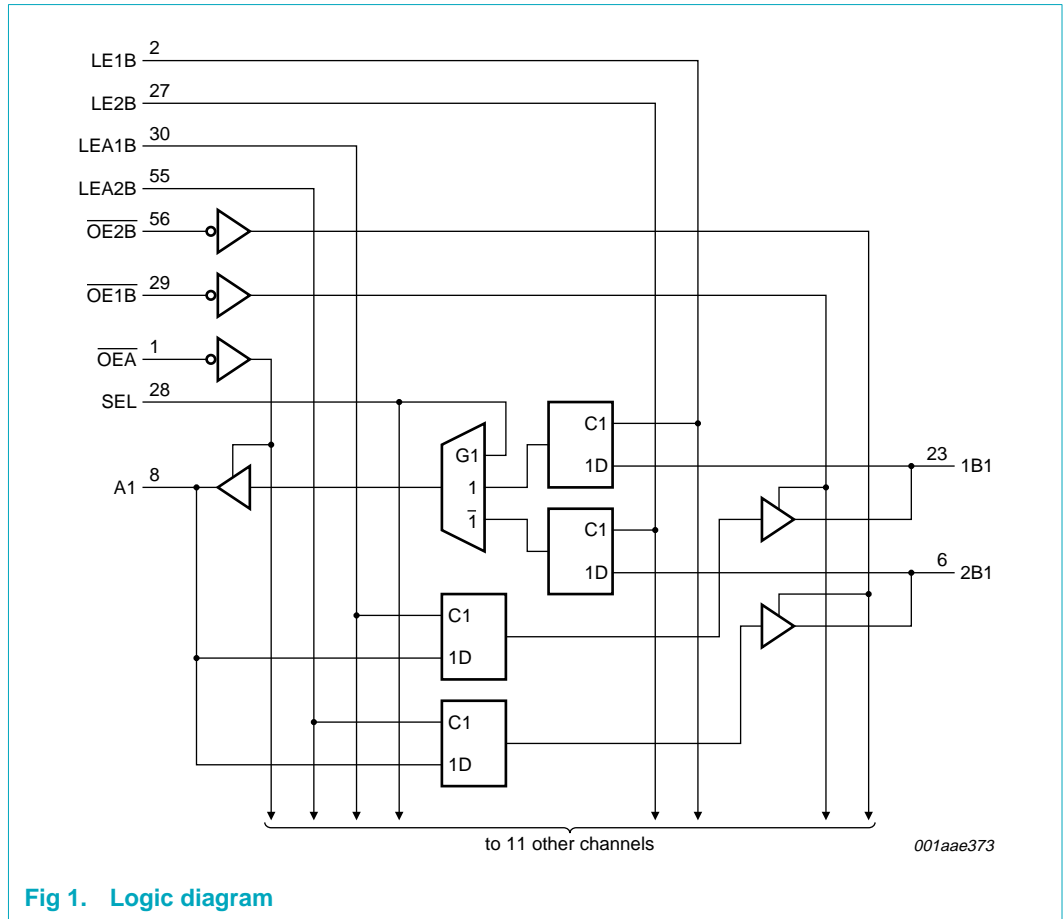 LE1B 2
LE2B 27
LEA1B 30
LEA2B 55
OE2B 56
OE1B 29
OEA 1
SEL 28
A1 8
G1
1
1
C1
1D
C1
1D
23 1B1
6 2B1
C1
1D
C1
1D
to 11 other channels
001aae373
Fig 1. Logic diagram